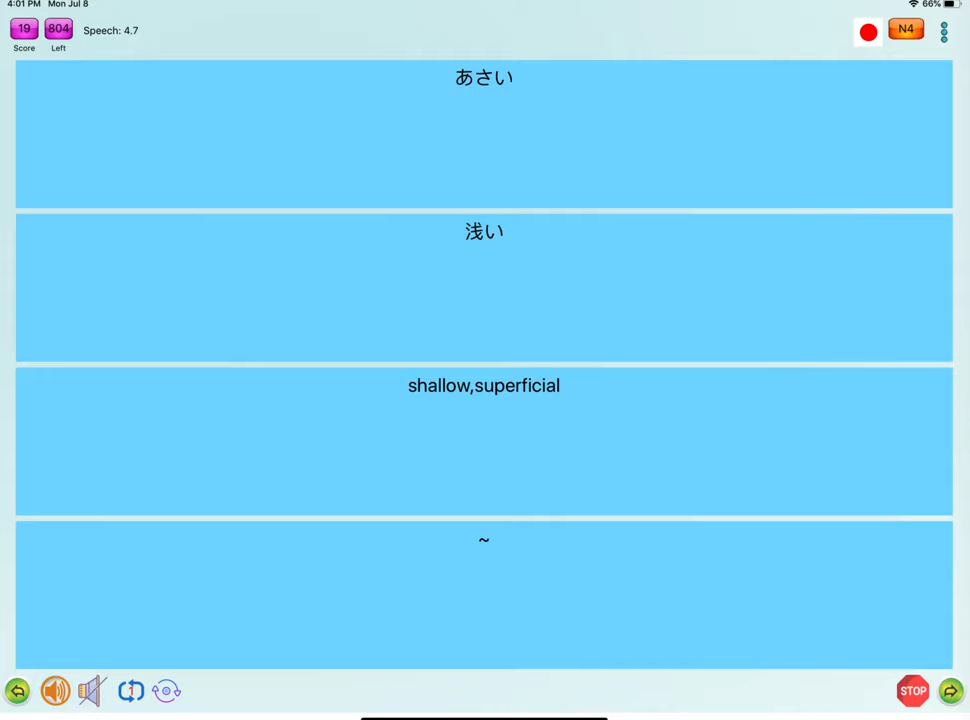 4:01 PM Mon Jul 8
66%
19 804 Speech: 4.7
N4
Score Left
あさい
浅い
shallow,superficial
~
1
STOP